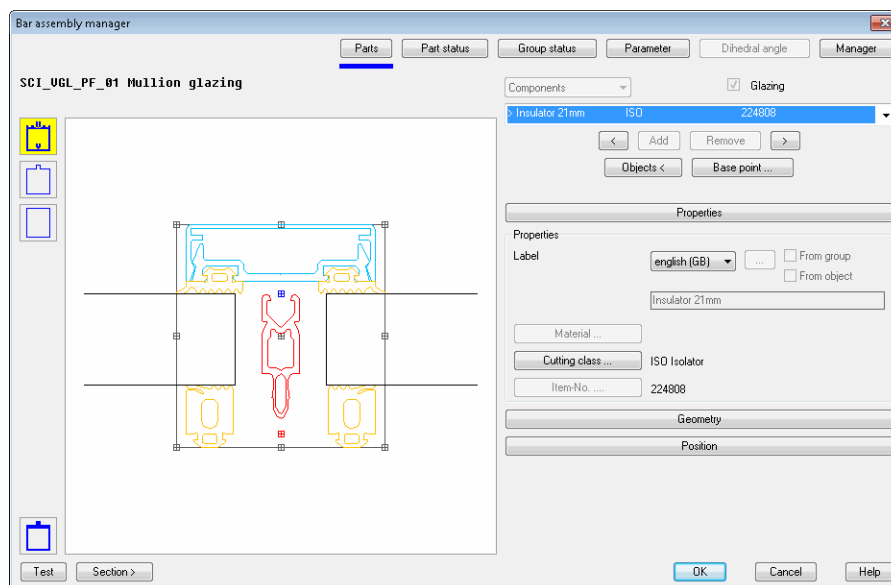 Bar assembly manager
Parts Part status Group status Parameter Dihedral angle Manager
SCI_VGL_PF_01 Mullion glazing
Components Glazing
> Insulator 21mm ISO 224808
< Add Remove >
Objects < Base point ...
Properties
Properties
Label english (GB) ... From group
From object
Insulator 21mm
Material ...
Cutting class ... ISO Isolator
Item-No. .... 224808
Geometry
Position
Test Section > OK Cancel Help